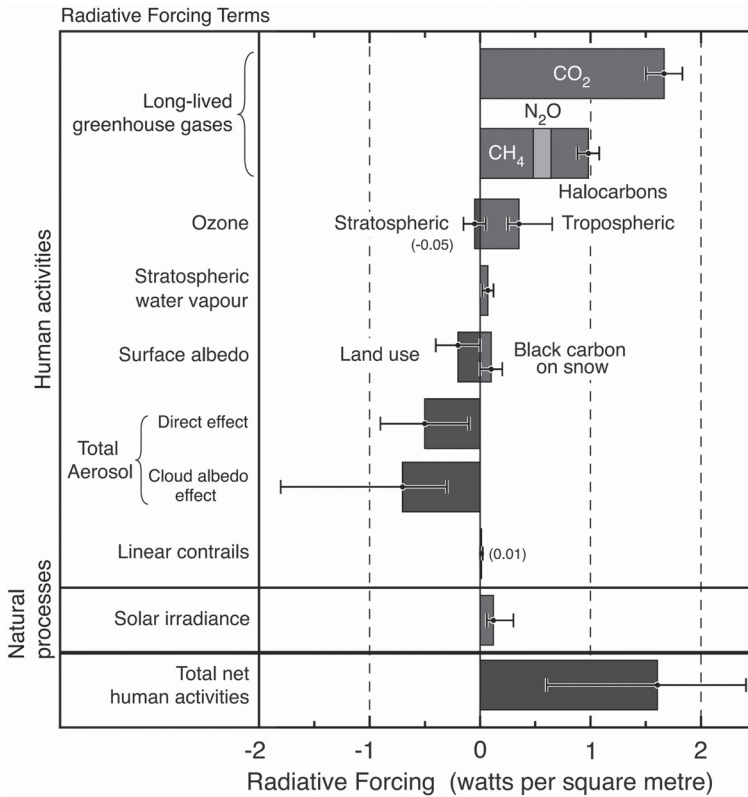 Radiative Forcing Terms
Human activities
Long-lived
greenhouse gases
CO₂
N₂O
CH₄
Halocarbons
Ozone
Stratospheric
(-0.05)
Tropospheric
Stratospheric
water vapour
Surface albedo
Land use
Black carbon
on snow
Total
Aerosol
Direct effect
Cloud albedo
effect
Linear contrails
(0.01)
Natural
processes
Solar irradiance
Total net
human activities
-2 -1 0 1 2
Radiative Forcing (watts per square metre)